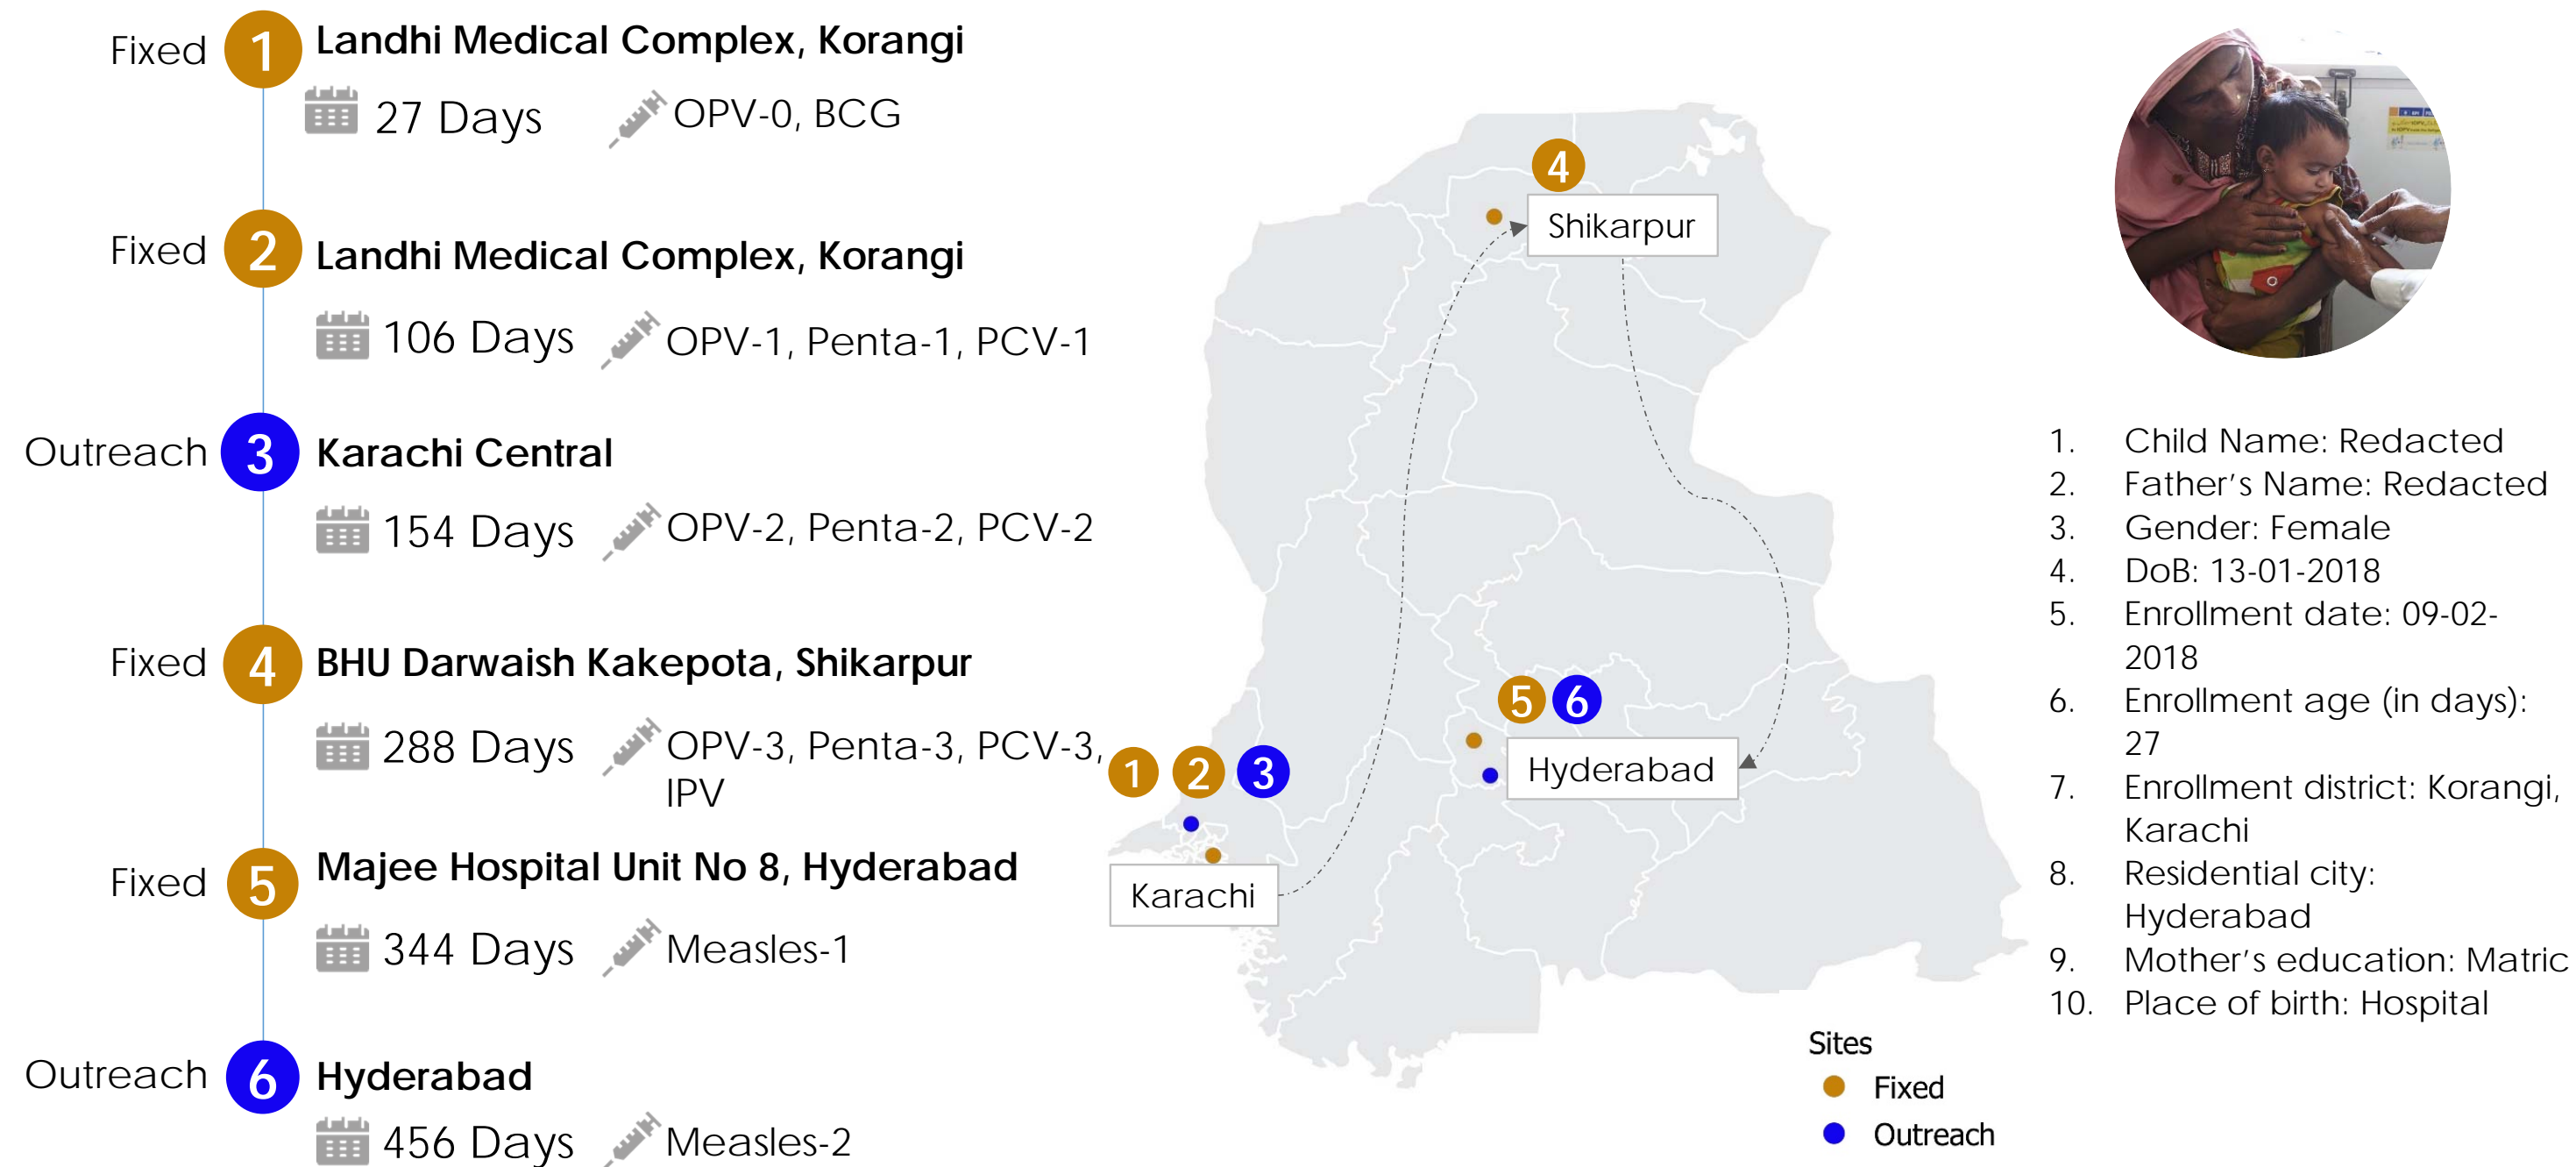 Fixed
1
Landhi Medical Complex, Korangi
27 Days
OPV-0, BCG
Fixed
2
Landhi Medical Complex, Korangi
106 Days
OPV-1, Penta-1, PCV-1
Outreach
3
Karachi Central
154 Days
OPV-2, Penta-2, PCV-2
Fixed
4
BHU Darwaish Kakepota, Shikarpur
288 Days
OPV-3, Penta-3, PCV-3,
IPV
Fixed
5
Majee Hospital Unit No 8, Hyderabad
344 Days
Measles-1
Outreach
6
Hyderabad
456 Days
Measles-2
4
Shikarpur
5 6
Hyderabad
1 2 3
Karachi
Sites
Fixed
Outreach
1. Child Name: Redacted
2. Father’s Name: Redacted
3. Gender: Female
4. DoB: 13-01-2018
5. Enrollment date: 09-02-
2018
6. Enrollment age (in days):
27
7. Enrollment district: Korangi,
Karachi
8. Residential city:
Hyderabad
9. Mother’s education: Matric
10. Place of birth: Hospital